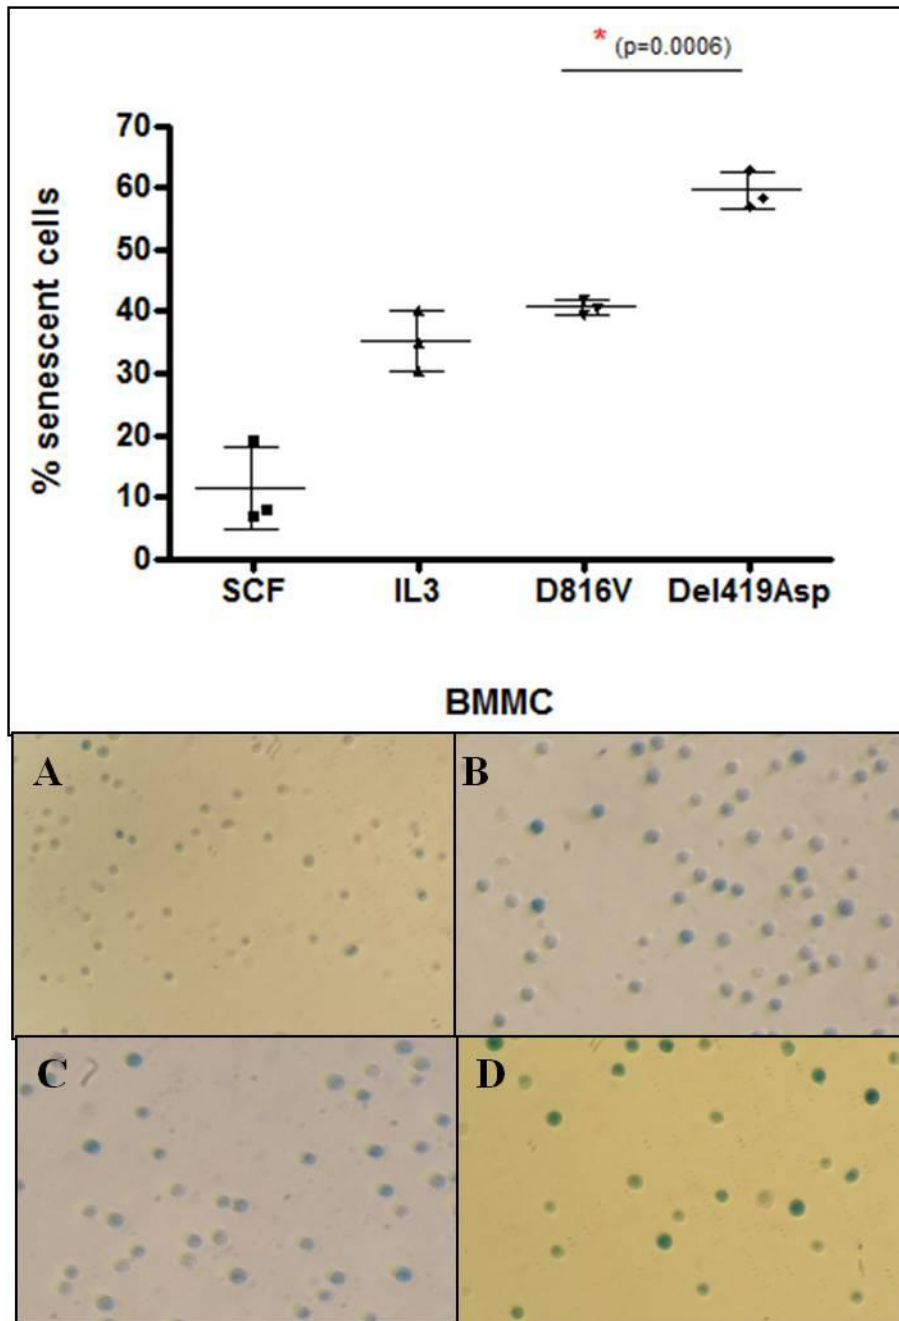 * (p=0.0006)
% senescent cells
70
60
50
40
30
20
10
0
SCF IL3 D816V Del419Asp
BMMC
A B
C D